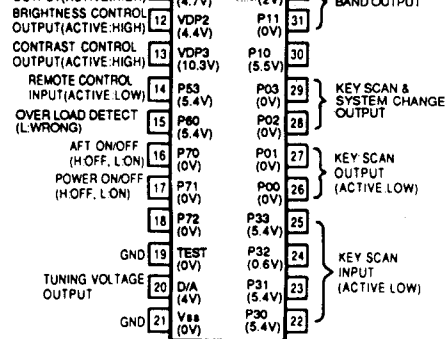 OUTPUT(ACTIVE:HIGH)
(4.7V)
(2V)
BAND OUTPUT
BRIGHTNESS CONTROL
OUTPUT(ACTIVE:HIGH)
12
VDP2
(4.4V)
P11
(0V)
31
CONTRAST CONTROL
OUTPUT(ACTIVE:HIGH)
13
VDP3
(10.3V)
P10
(5.5V)
30
REMOTE CONTROL
INPUT(ACTIVE:LOW)
14
P53
(5.4V)
P03
(0V)
29
KEY SCAN &
SYSTEM CHANGE
OUTPUT
OVER LOAD DETECT
(L:WRONG)
15
P60
(5.4V)
P02
(0V)
28
AFT ON/OFF
(H:OFF, L:ON)
16
P70
(0V)
P01
(0V)
27
KEY SCAN
OUTPUT
(ACTIVE:LOW)
POWER ON/OFF
(H:OFF, L:ON)
17
P71
(0V)
P00
(0V)
26
18
P72
(0V)
P33
(5.4V)
25
GND
19
TEST
(0V)
P32
(0.6V)
24
KEY SCAN
INPUT
(ACTIVE LOW)
TUNING VOLTAGE
OUTPUT
20
D/A
(4V)
P31
(5.4V)
23
GND
21
Vss
(0V)
P30
(5.4V)
22